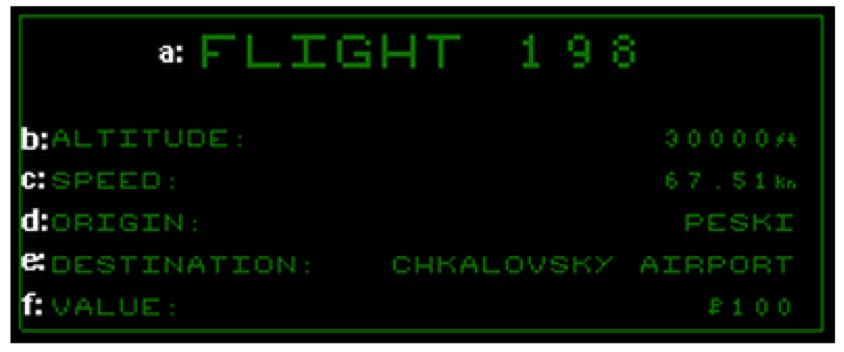 a: FLIGHT 198
b: ALTITUDE: 30000ft
c: SPEED: 67.51kn
d: ORIGIN: PESKI
e: DESTINATION: CHKALOVSKY AIRPORT
f: VALUE: ₽100